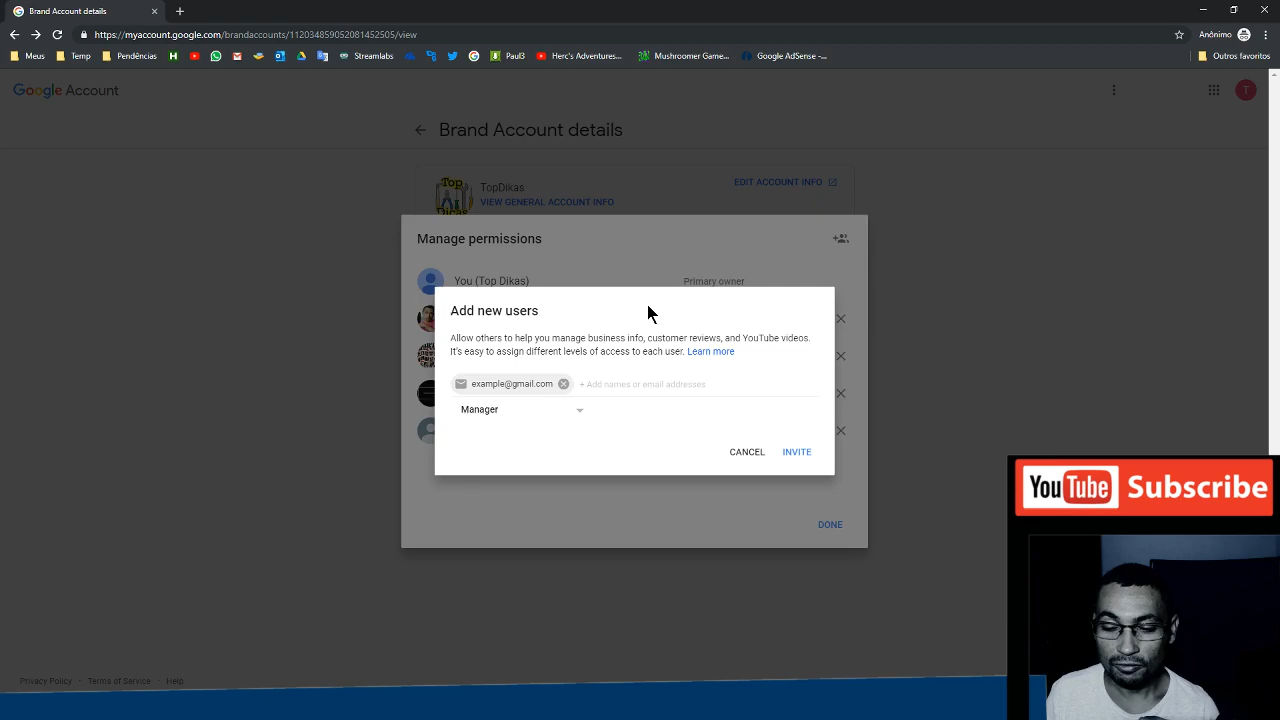 Brand Account details
https://myaccount.google.com/brandaccounts/112034859052081452505/view
Anônimo
Meus
Temp
Pendências
Streamlabs
Paul3
Herc's Adventures...
Mushroomer Game...
Google AdSense -...
Outros favoritos
Google Account
T
Brand Account details
Top
Dicas
TopDikas
EDIT ACCOUNT INFO
VIEW GENERAL ACCOUNT INFO
Manage permissions
You (Top Dikas)
Primary owner
Add new users
Allow others to help you manage business info, customer reviews, and YouTube videos.
It's easy to assign different levels of access to each user. Learn more
example@gmail.com
+ Add names or email addresses
Manager
CANCEL
INVITE
DONE
YouTube Subscribe
Privacy Policy · Terms of Service · Help